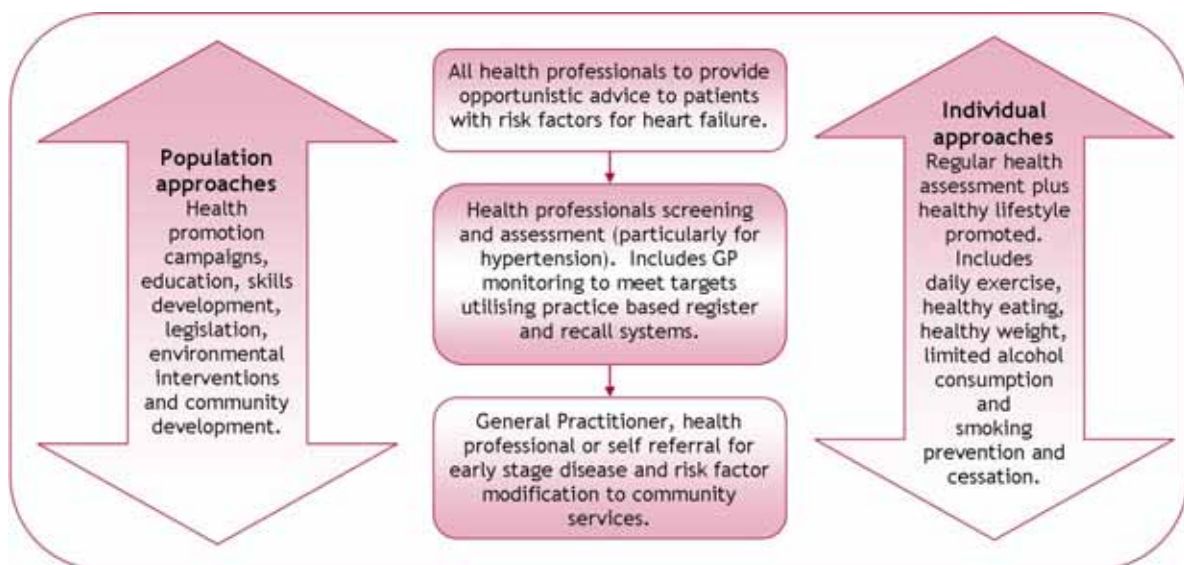 Population
approaches
Health
promotion
campaigns,
education, skills
development,
legislation,
environmental
interventions
and community
development.
All health professionals to provide
opportunistic advice to patients
with risk factors for heart failure.
Health professionals screening
and assessment (particularly for
hypertension). Includes GP
monitoring to meet targets
utilising practice based register
and recall systems.
General Practitioner, health
professional or self referral for
early stage disease and risk factor
modification to community
services.
Individual
approaches
Regular health
assessment plus
healthy lifestyle
promoted.
Includes
daily exercise,
healthy eating,
healthy weight,
limited alcohol
consumption
and
smoking
prevention and
cessation.